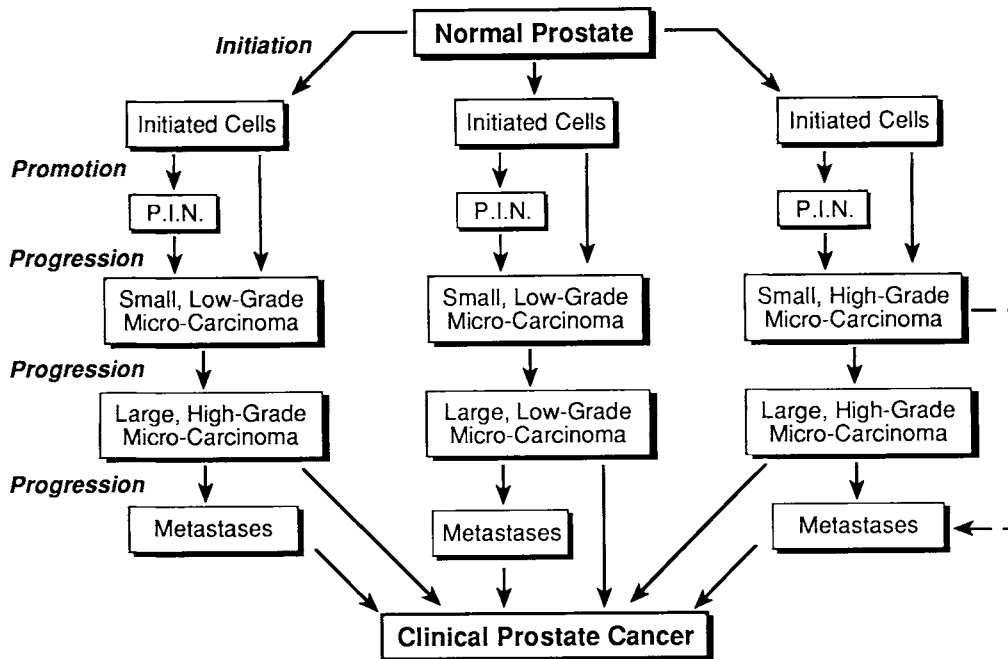 Normal Prostate
Initiation
Initiated Cells
Initiated Cells
Initiated Cells
Promotion
P.I.N.
P.I.N.
P.I.N.
Progression
Small, Low-Grade
Micro-Carcinoma
Small, Low-Grade
Micro-Carcinoma
Small, High-Grade
Micro-Carcinoma
Progression
Large, High-Grade
Micro-Carcinoma
Large, Low-Grade
Micro-Carcinoma
Large, High-Grade
Micro-Carcinoma
Progression
Metastases
Metastases
Metastases
Clinical Prostate Cancer